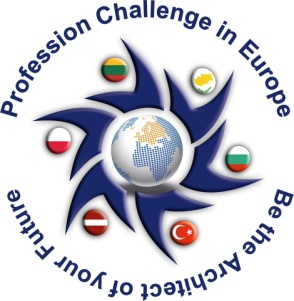 Profession Challenge in Europe
Be the Architect of your Future